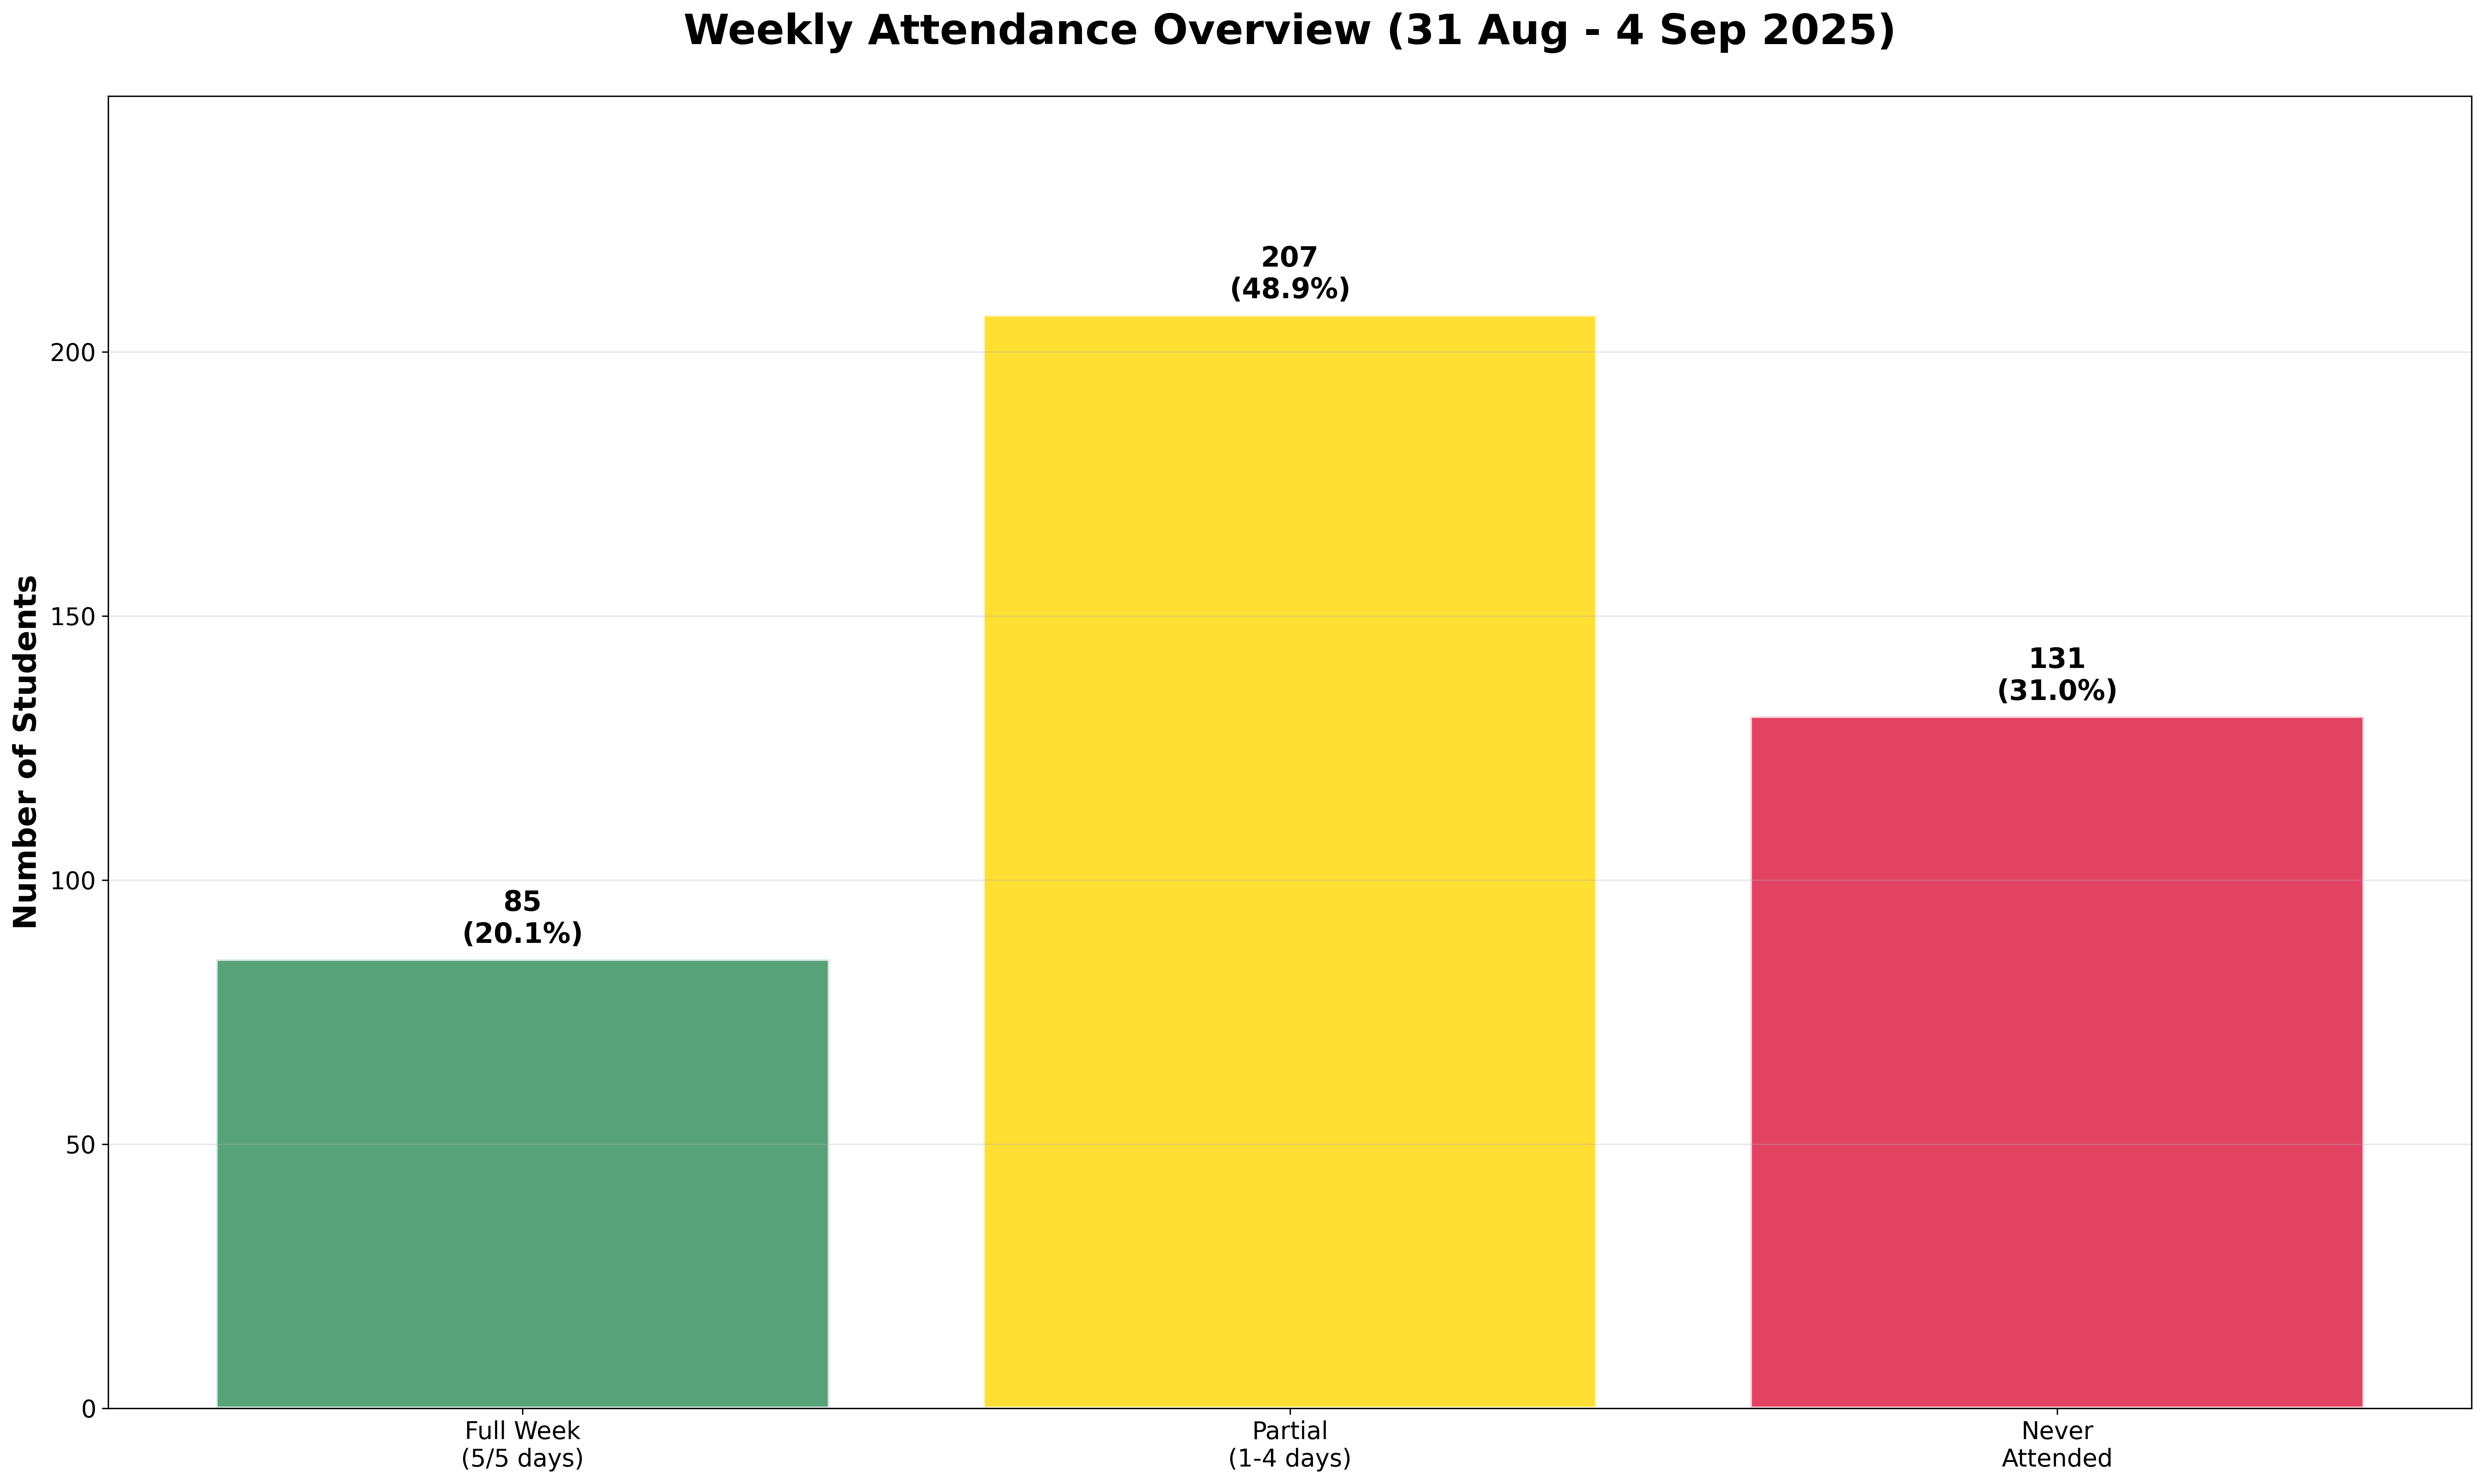 Weekly Attendance Overview (31 Aug - 4 Sep 2025)
Number of Students
200
150
100
50
0
85
(20.1%)
207
(48.9%)
131
(31.0%)
Full Week
(5/5 days)
Partial
(1-4 days)
Never
Attended